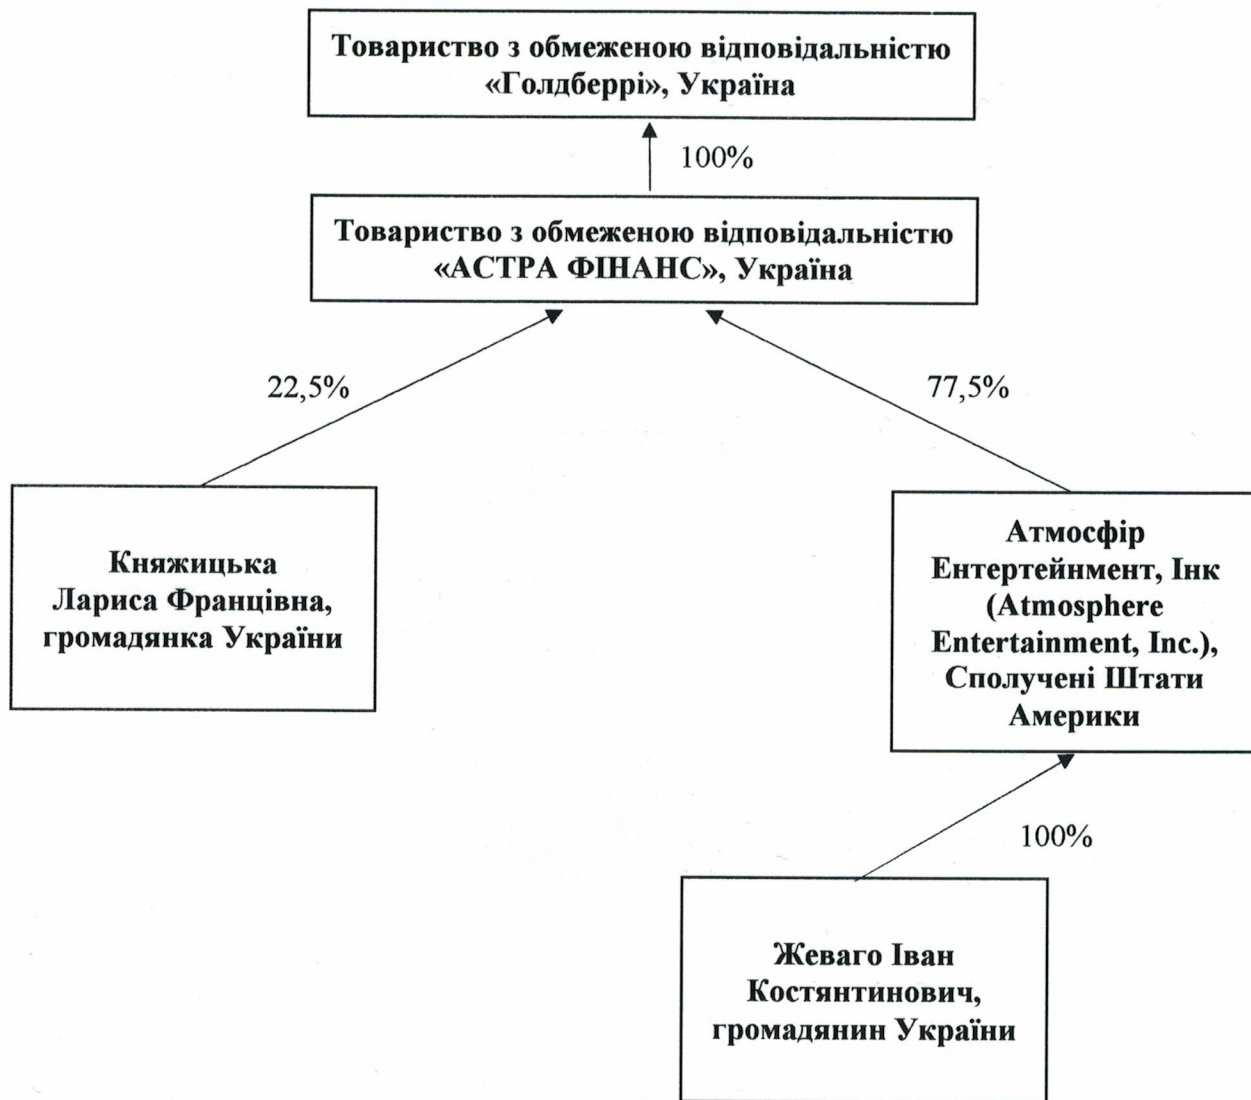 Товариство з обмеженою відповідальністю
«Голдберрі», Україна
100%
Товариство з обмеженою відповідальністю
«АСТРА ФІНАНС», Україна
22,5%
77,5%
Княжицька
Лариса Францівна,
громадянка України
Атмосфір
Ентертейнмент, Інк
(Atmosphere
Entertainment, Inc.),
Сполучені Штати
Америки
100%
Жеваго Іван
Костянтинович,
громадянин України